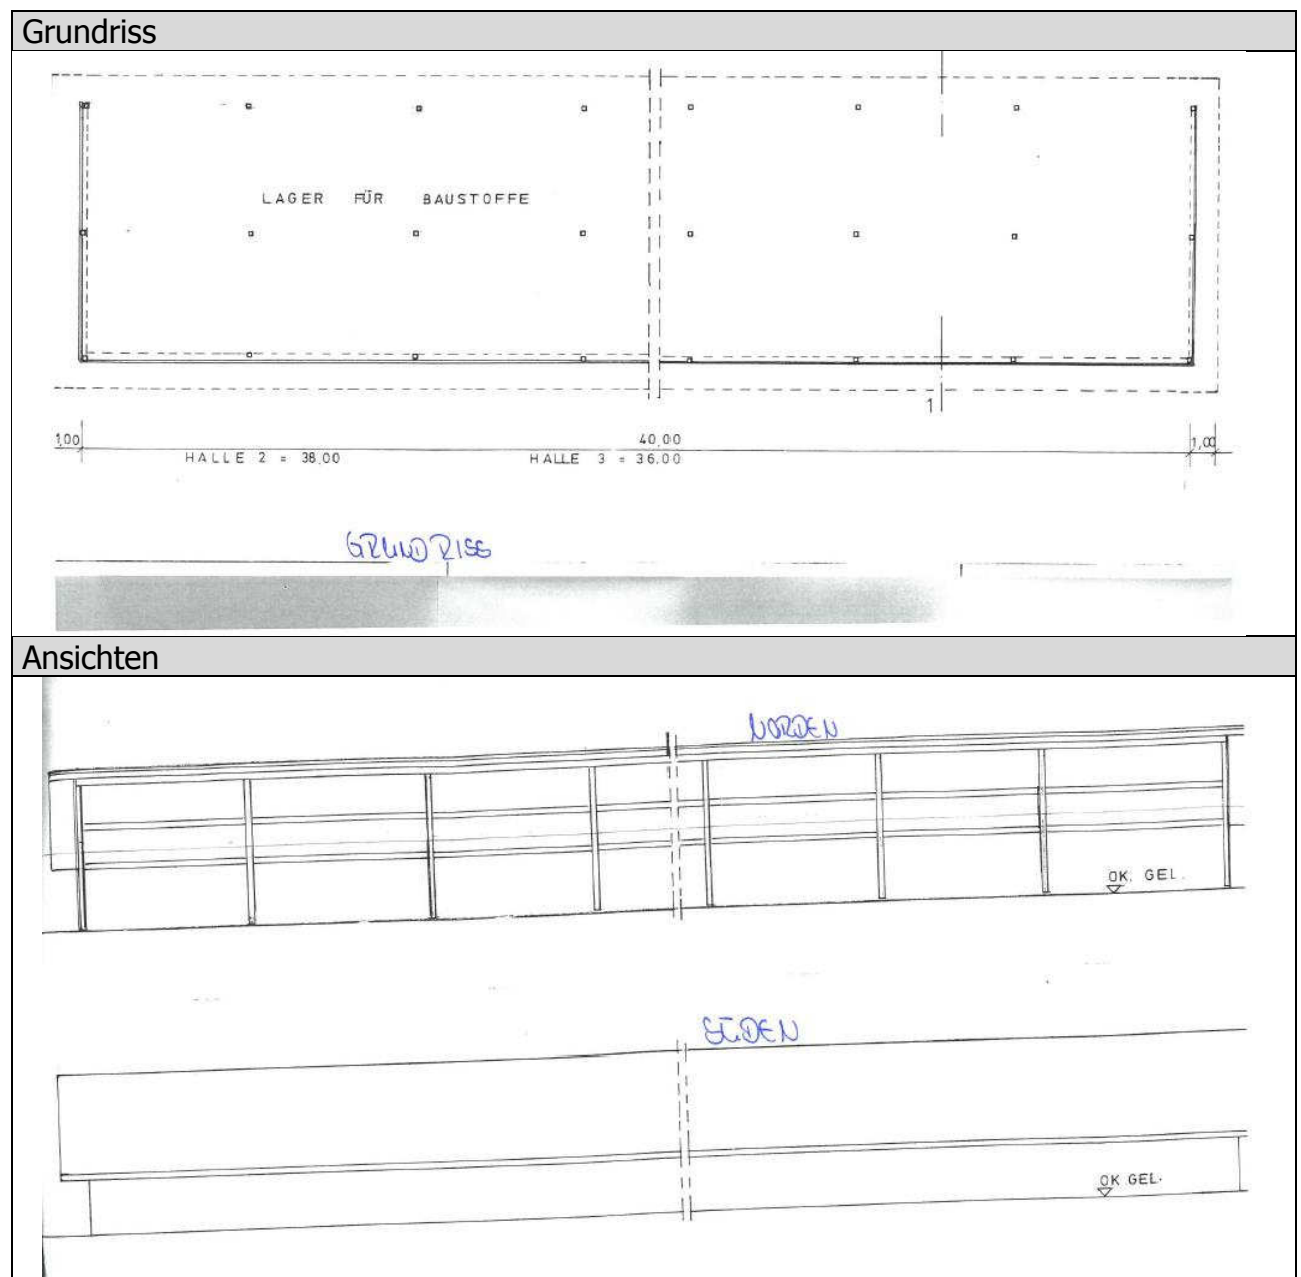 Grundriss
LAGER FÜR BAUSTOFFE
1
1,00 40,00 1,00
HALLE 2 = 38,00 HALLE 3 = 36,00
GRUNDRISS
Ansichten
NORDEN
OK. GEL.
SÜDEN
OK GEL.